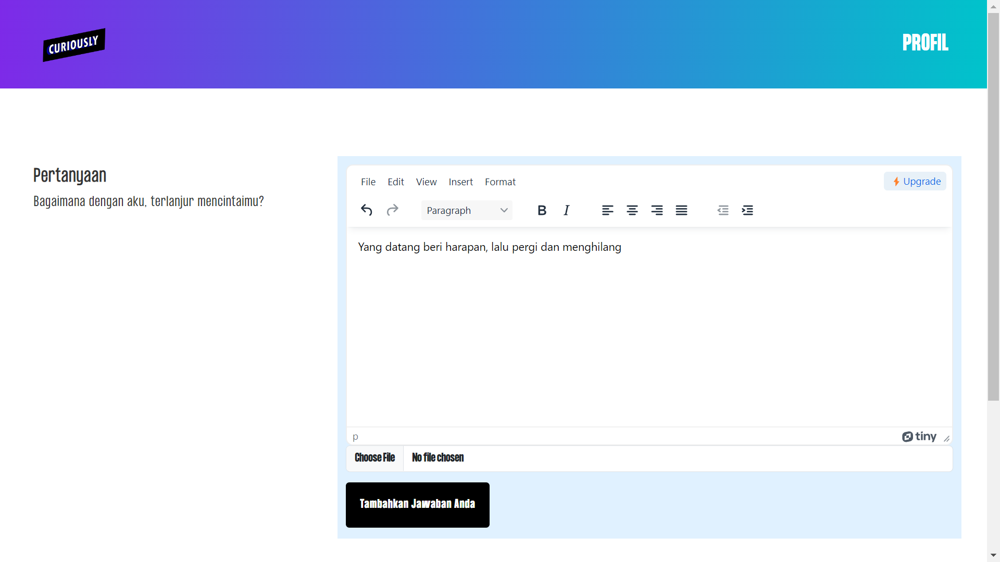 CURIOUSLY
PROFIL
Pertanyaan
Bagaimana dengan aku, terlanjur mencintaimu?
File Edit View Insert Format
Upgrade
Paragraph B I
Yang datang beri harapan, lalu pergi dan menghilang
p
tiny
Choose File No file chosen
Tambahkan Jawaban Anda